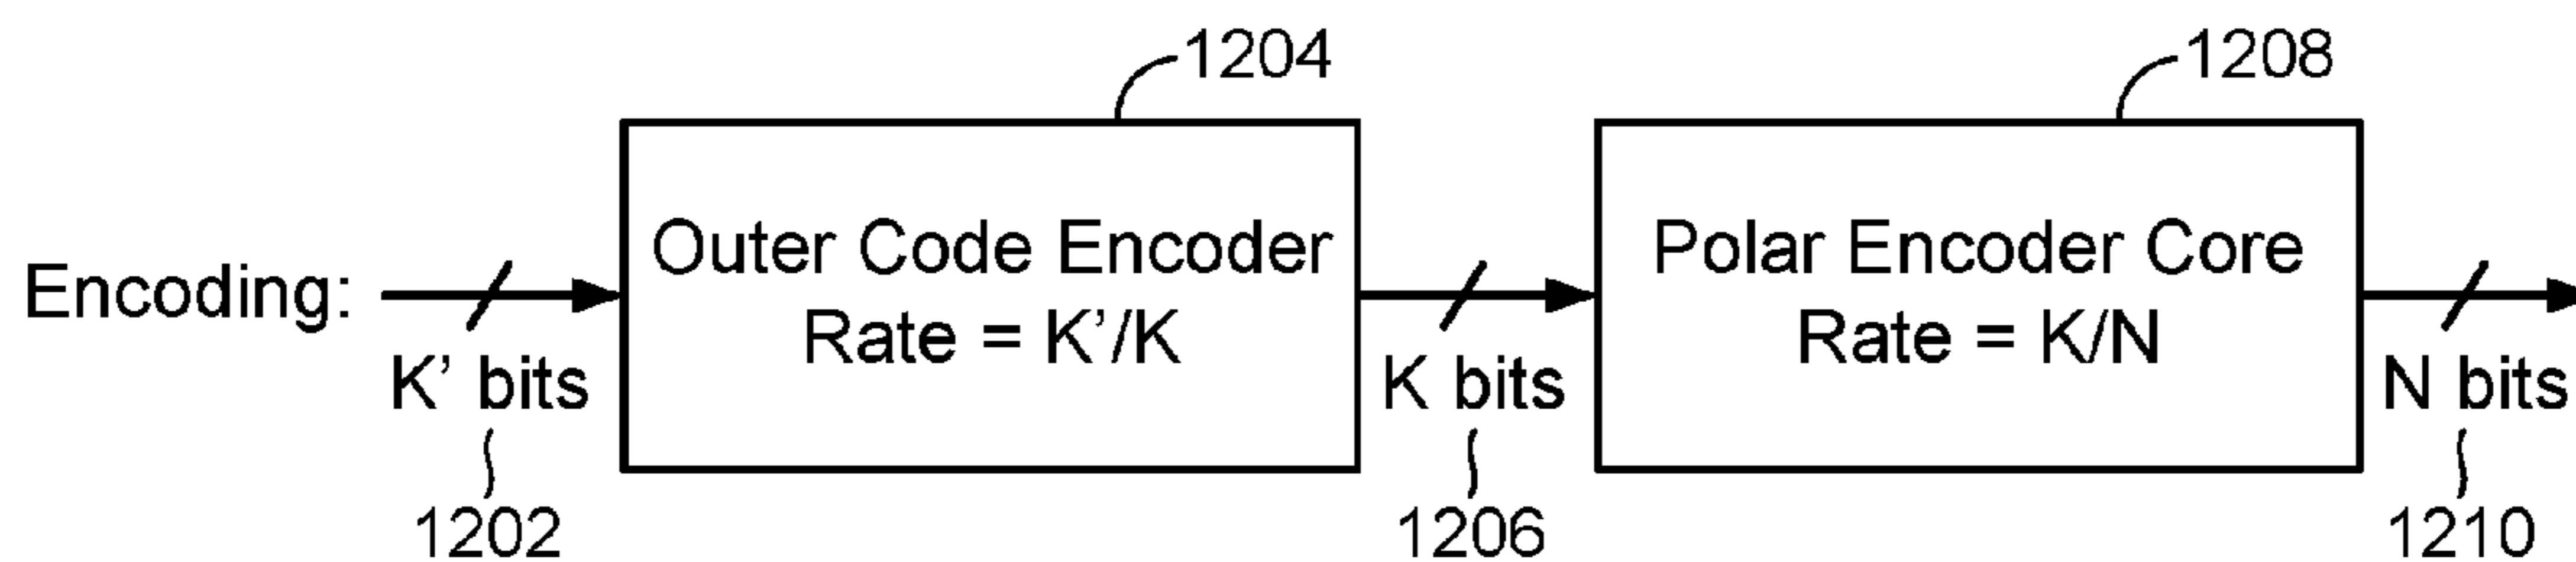 1204
1208
Encoding:
Outer Code Encoder
Rate = K’/K
Polar Encoder Core
Rate = K/N
K’ bits
K bits
N bits
1202
1206
1210